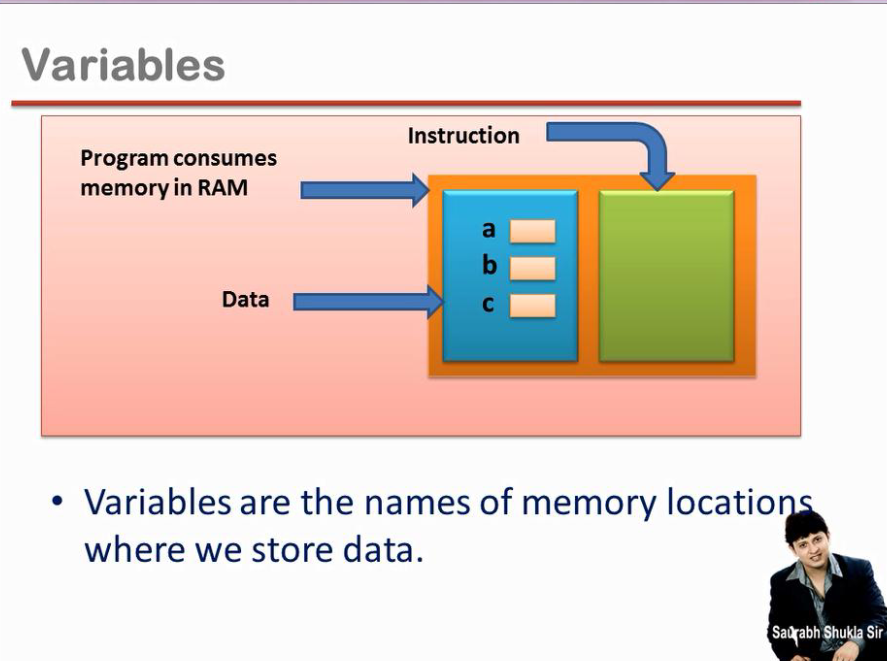 Variables
Instruction
Program consumes
memory in RAM
a
b
c
Data
• Variables are the names of memory locations
where we store data.
Saurabh Shukla Sir